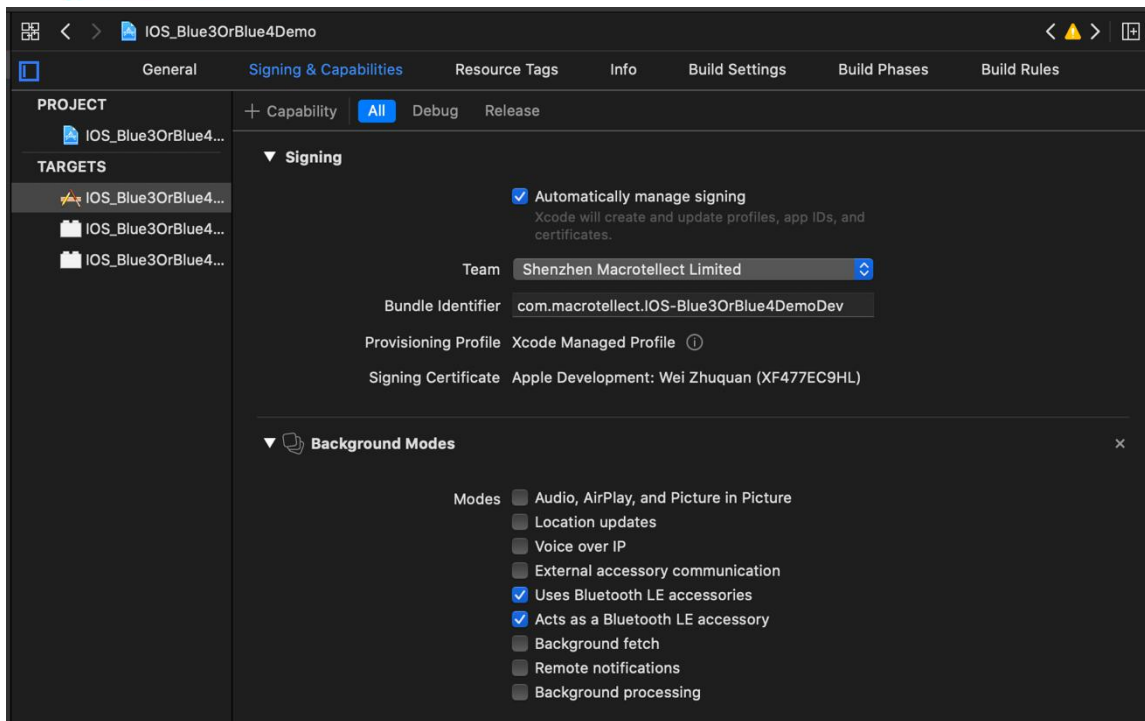 IOS_Blue3OrBlue4Demo
General Signing & Capabilities Resource Tags Info Build Settings Build Phases Build Rules
PROJECT
IOS_Blue3OrBlue4...
TARGETS
IOS_Blue3OrBlue4...
IOS_Blue3OrBlue4...
IOS_Blue3OrBlue4...
+ Capability All Debug Release
Signing
Automatically manage signing
Xcode will create and update profiles, app IDs, and
certificates.
Team Shenzhen Macrotellect Limited
Bundle Identifier com.macrotellect.IOS-Blue3OrBlue4DemoDev
Provisioning Profile Xcode Managed Profile
Signing Certificate Apple Development: Wei Zhuquan (XF477EC9HL)
Background Modes
Modes Audio, AirPlay, and Picture in Picture
Location updates
Voice over IP
External accessory communication
Uses Bluetooth LE accessories
Acts as a Bluetooth LE accessory
Background fetch
Remote notifications
Background processing